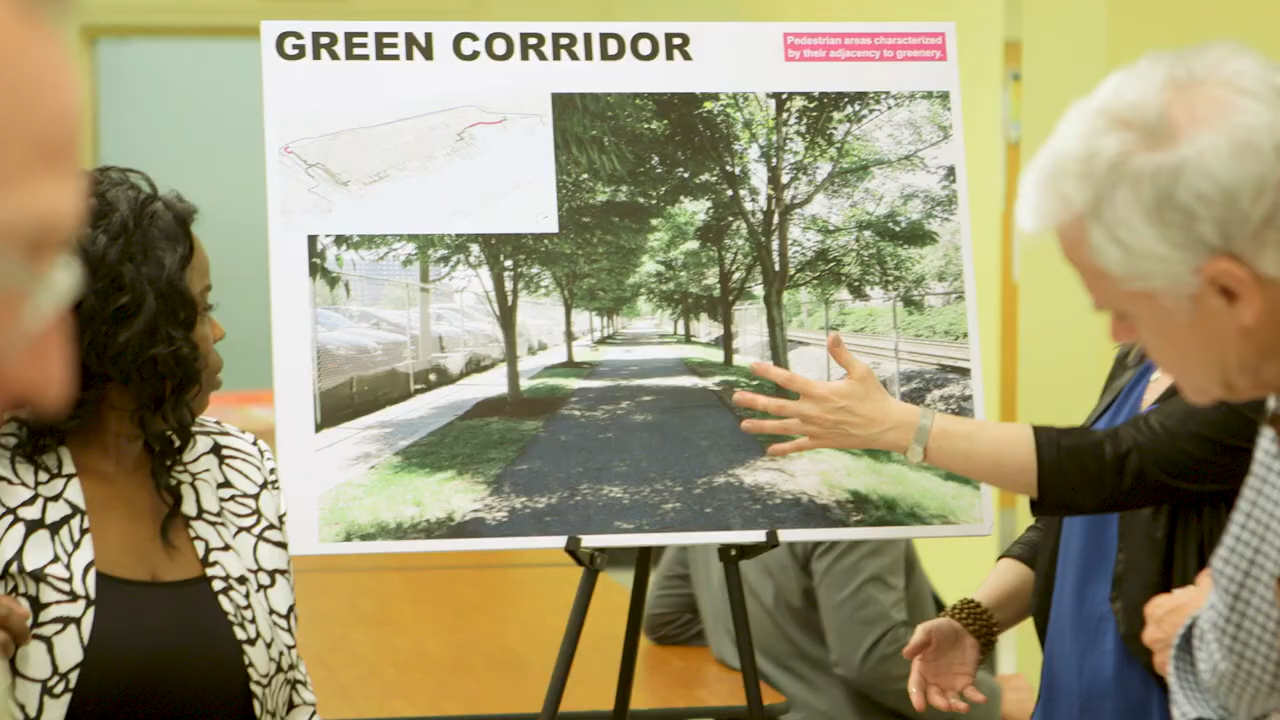 GREEN CORRIDOR
Pedestrian areas characterized
by their adjacency to greenery.